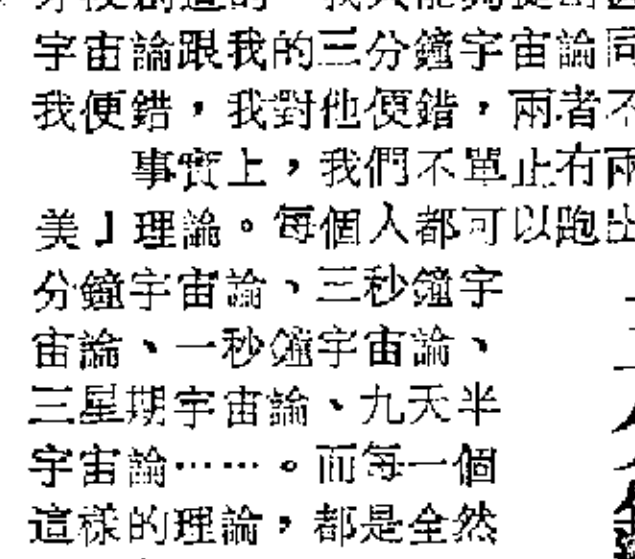 宇宙論跟我的三分鐘宇宙論同
我便錯，我對他便錯，兩者不
事實上，我們不單止有兩
美』理論。每個人都可以跑出
分鐘宇宙論、三秒鐘宇
宙論、一秒鐘宇宙論、
三星期宇宙論、九天半
宇宙論……。而每一個
這樣的理論，都是全然